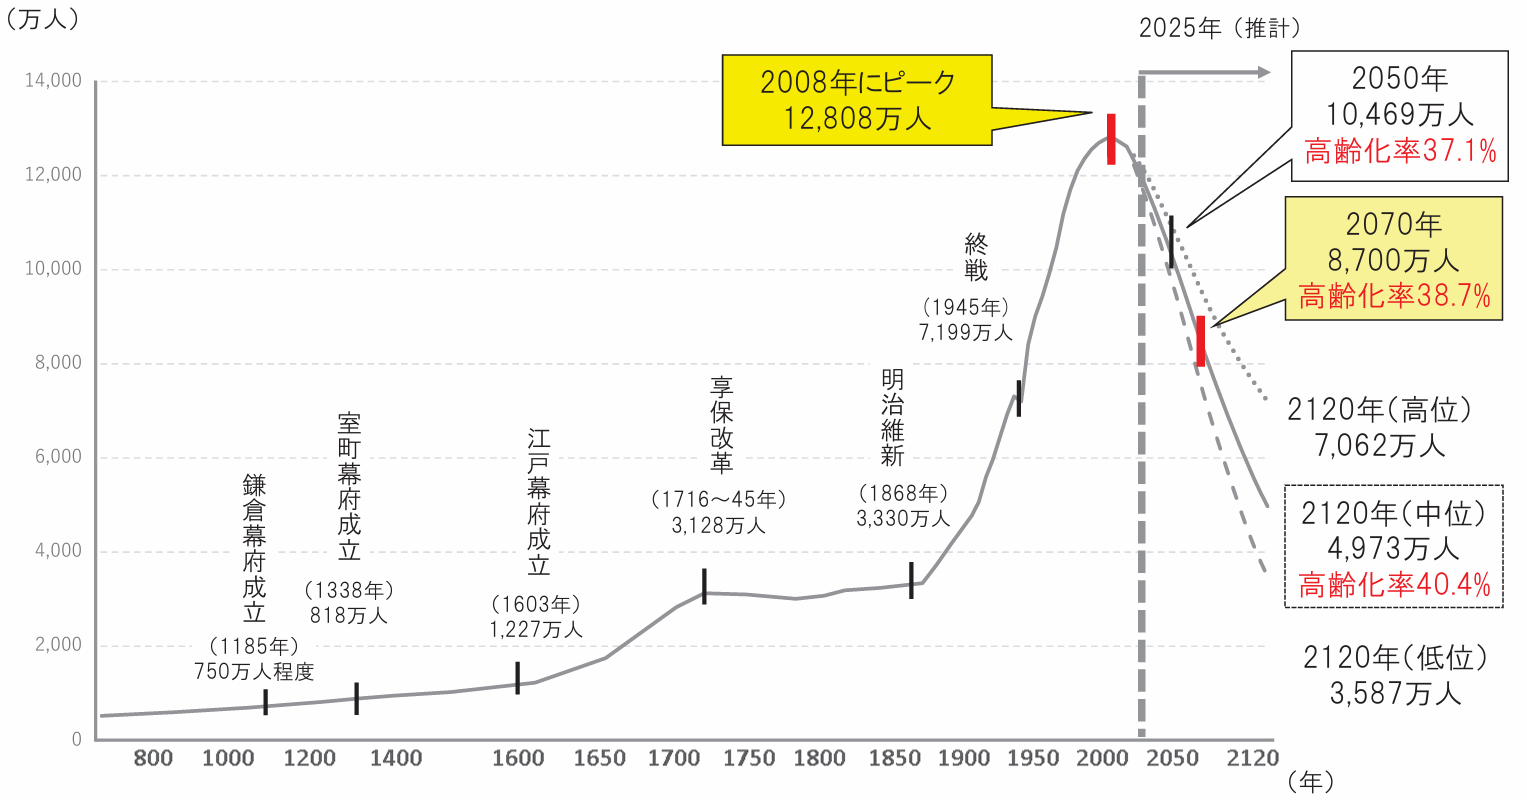 （万人）
2025年（推計）
14,000
12,000
10,000
8,000
6,000
4,000
2,000
0
2008年にピーク
12,808万人
2050年
10,469万人
高齢化率37.1%
2070年
8,700万人
高齢化率38.7%
2120年（高位）
7,062万人
2120年（中位）
4,973万人
高齢化率40.4%
2120年（低位）
3,587万人
鎌倉幕府成立
（1185年）
750万人程度
室町幕府成立
（1338年）
818万人
江戸幕府成立
（1603年）
1,227万人
享保改革
（1716～45年）
3,128万人
明治維新
（1868年）
3,330万人
終戦
（1945年）
7,199万人
800 1000 1200 1400 1600 1650 1700 1750 1800 1850 1900 1950 2000 2050 2120
（年）